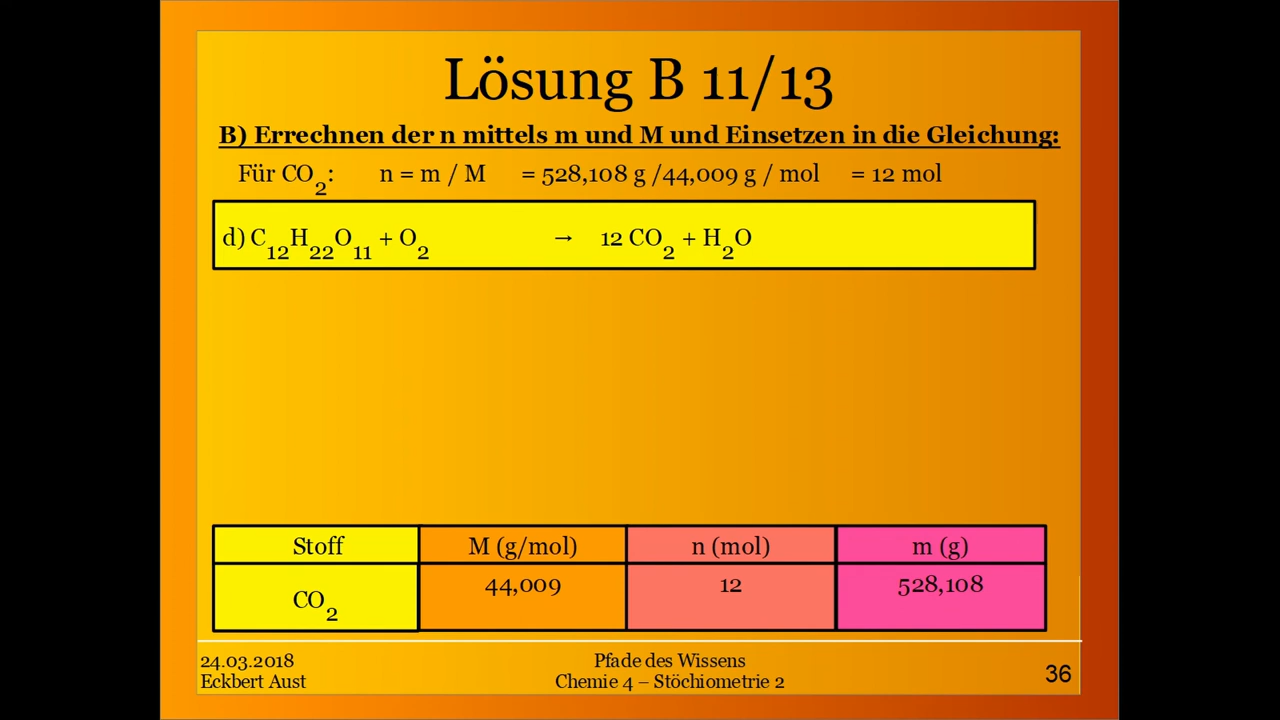 Lösung B 11/13
B) Errechnen der n mittels m und M und Einsetzen in die Gleichung:
Für CO₂: n = m / M = 528,108 g /44,009 g / mol = 12 mol
d) C₁₂H₂₂O₁₁ + O₂ → 12 CO₂ + H₂O
Stoff M (g/mol) n (mol) m (g)
CO₂ 44,009 12 528,108
24.03.2018 Pfade des Wissens
Eckbert Aust Chemie 4 – Stöchiometrie 2 36